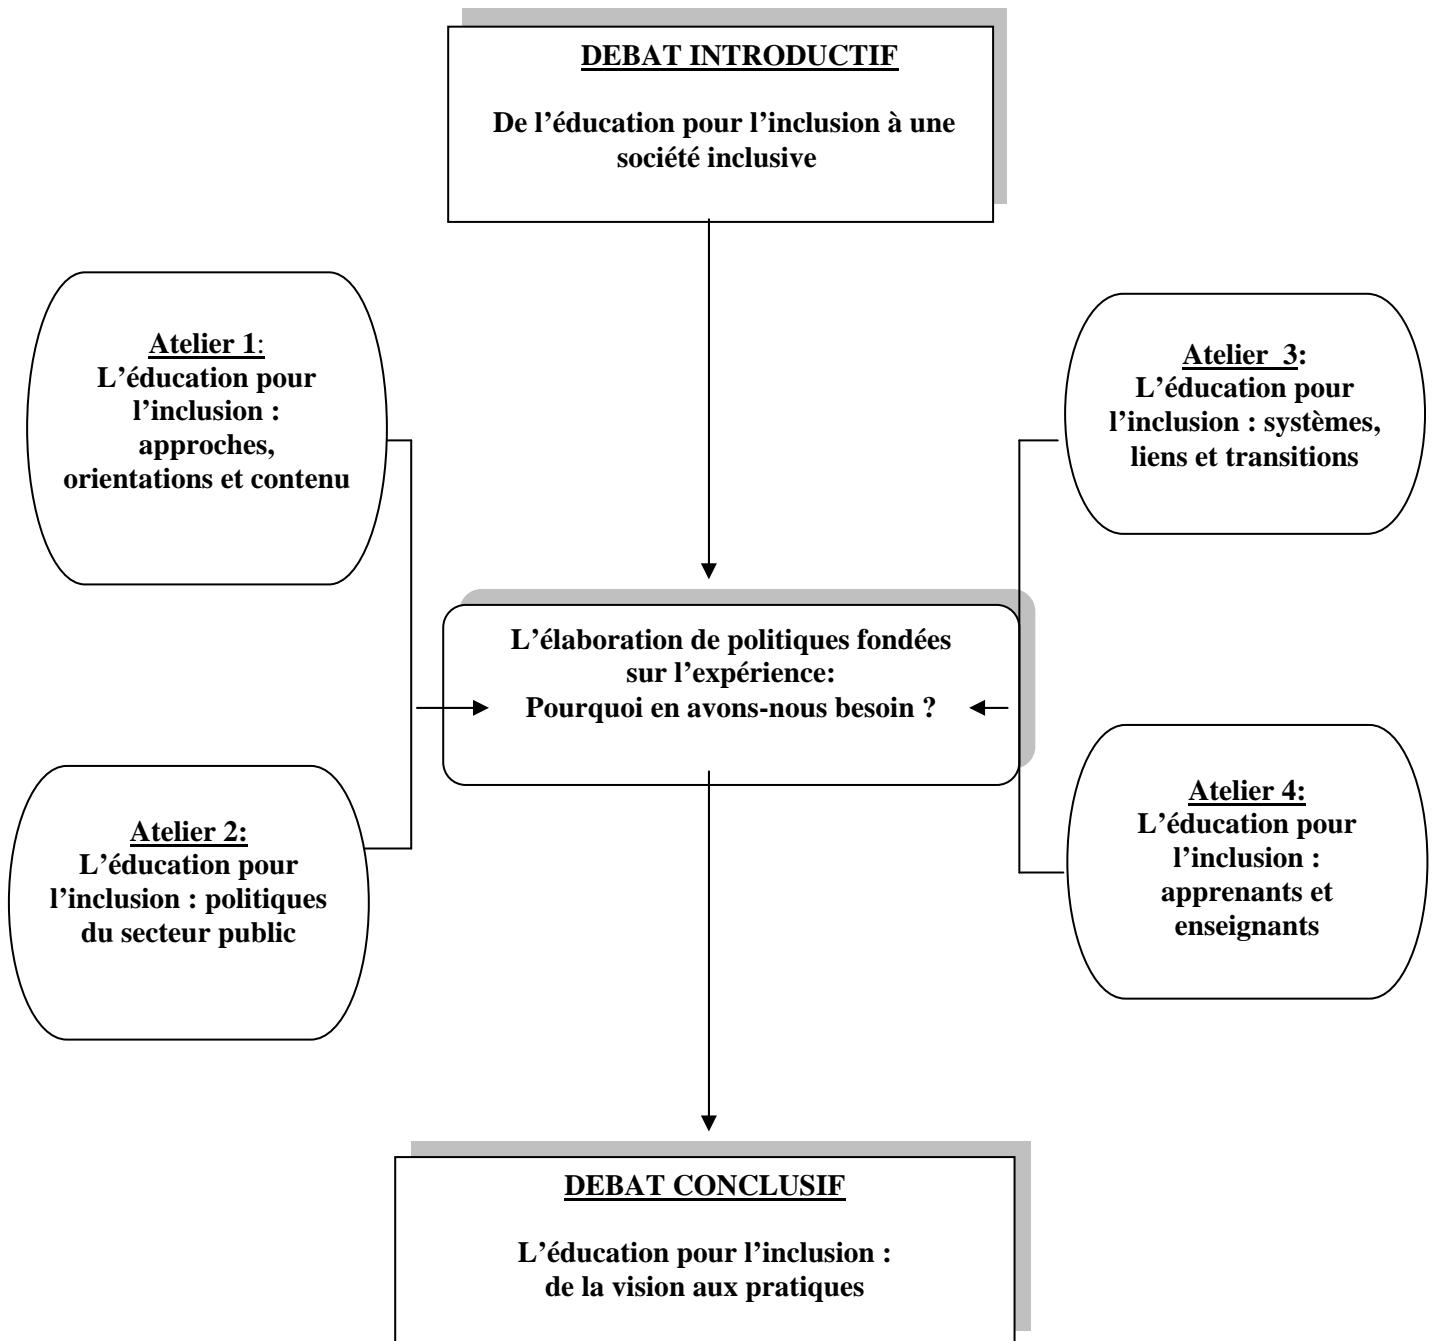 DEBAT INTRODUCTIF
De l’éducation pour l’inclusion à une
société inclusive
Atelier 1:
L’éducation pour
l’inclusion :
approches,
orientations et contenu
Atelier  3:
L’éducation pour
l’inclusion : systèmes,
liens et transitions
L’élaboration de politiques fondées
sur l’expérience:
Pourquoi en avons-nous besoin ?
Atelier 2:
L’éducation pour
l’inclusion : politiques
du secteur public
Atelier 4:
L’éducation pour
l’inclusion :
apprenants et
enseignants
DEBAT CONCLUSIF
L’éducation pour l’inclusion :
de la vision aux pratiques